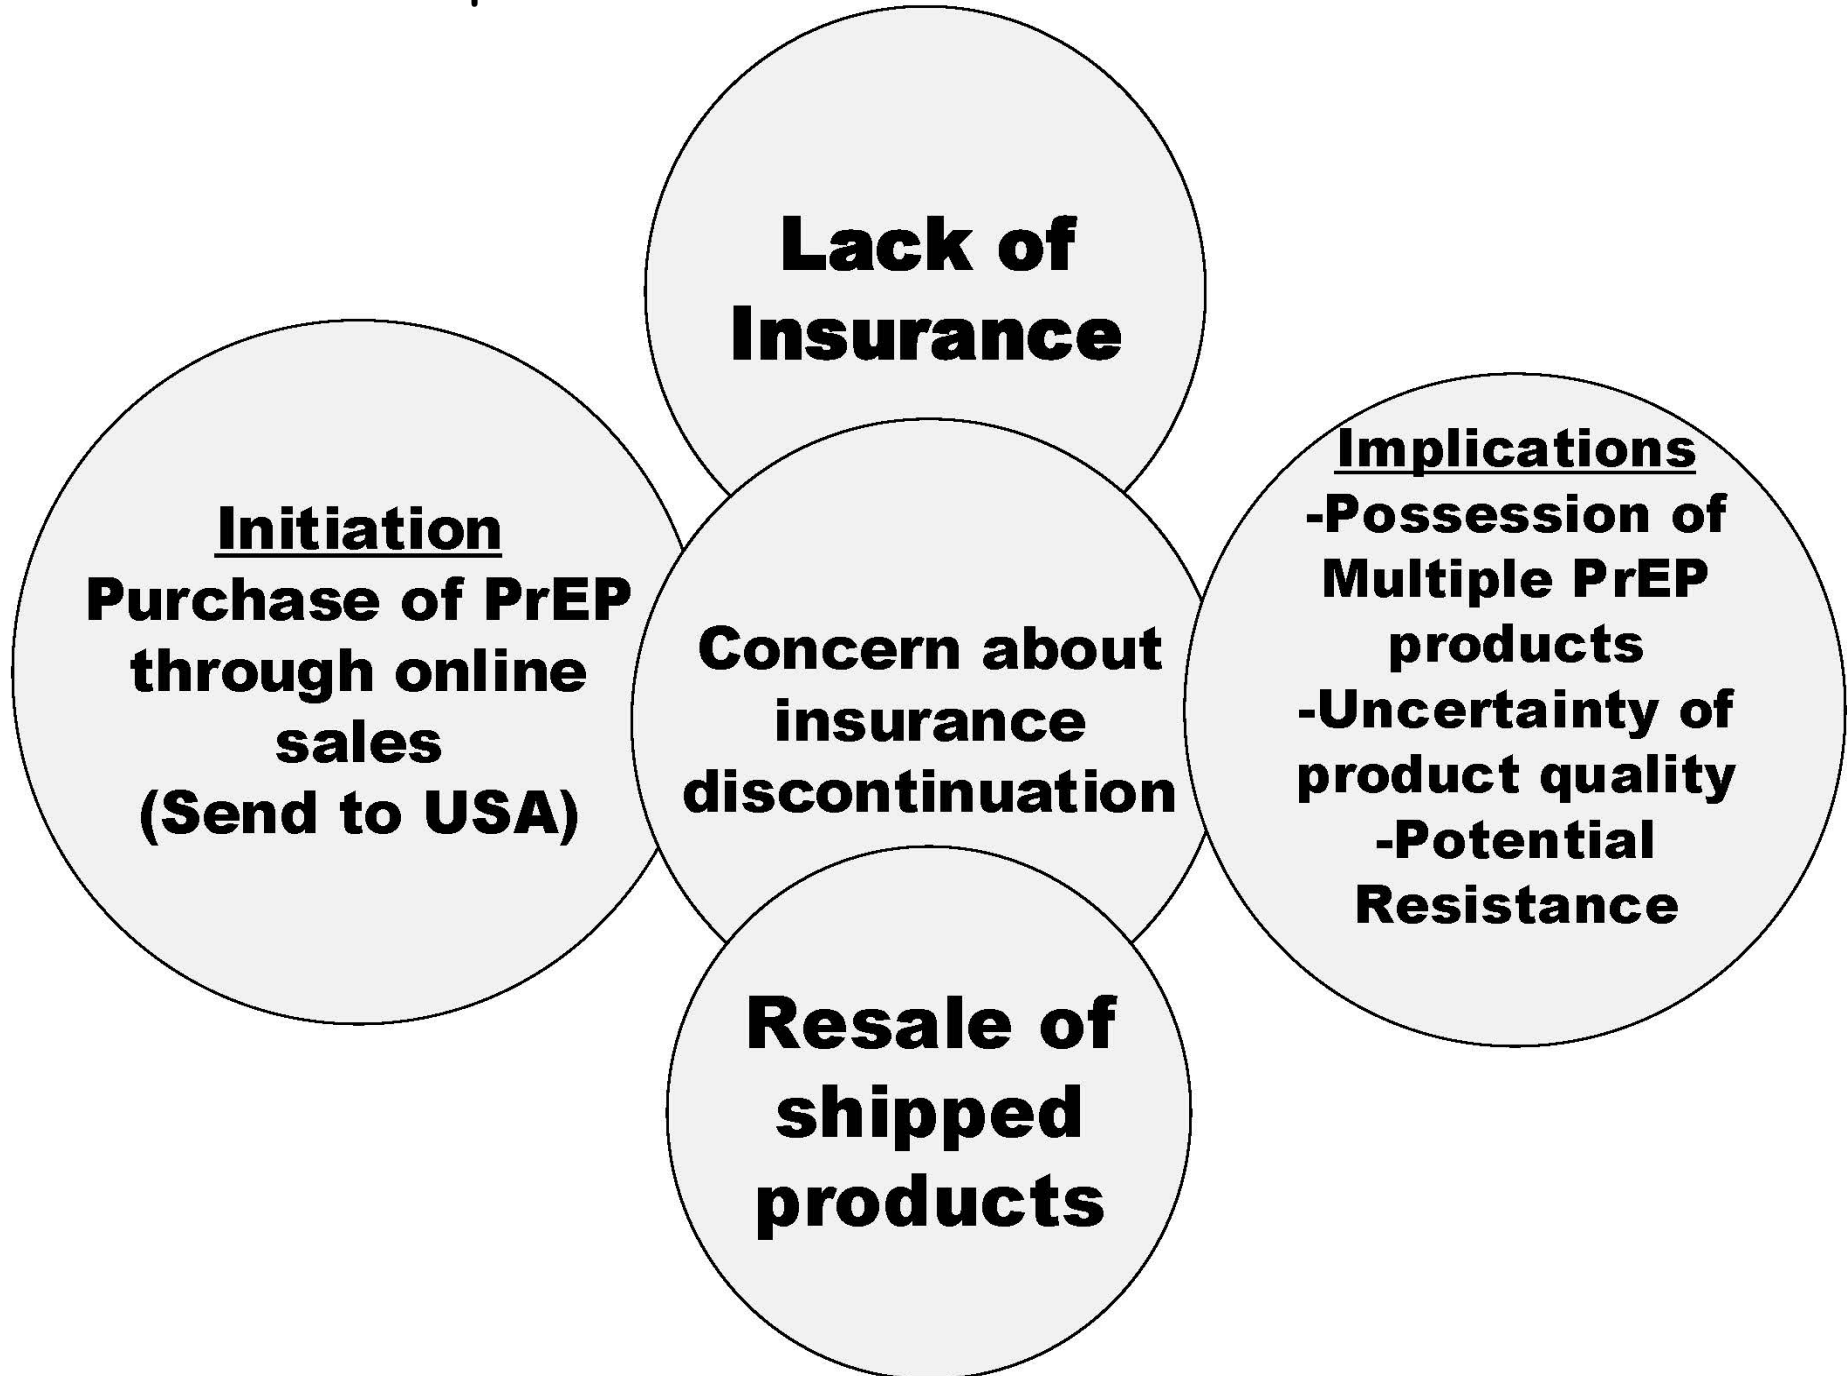 Lack of
Insurance
Initiation
Purchase of PrEP
through online
sales
(Send to USA)
Concern about
insurance
discontinuation
Implications
-Possession of
Multiple PrEP
products
-Uncertainty of
product quality
-Potential
Resistance
Resale of
shipped
products